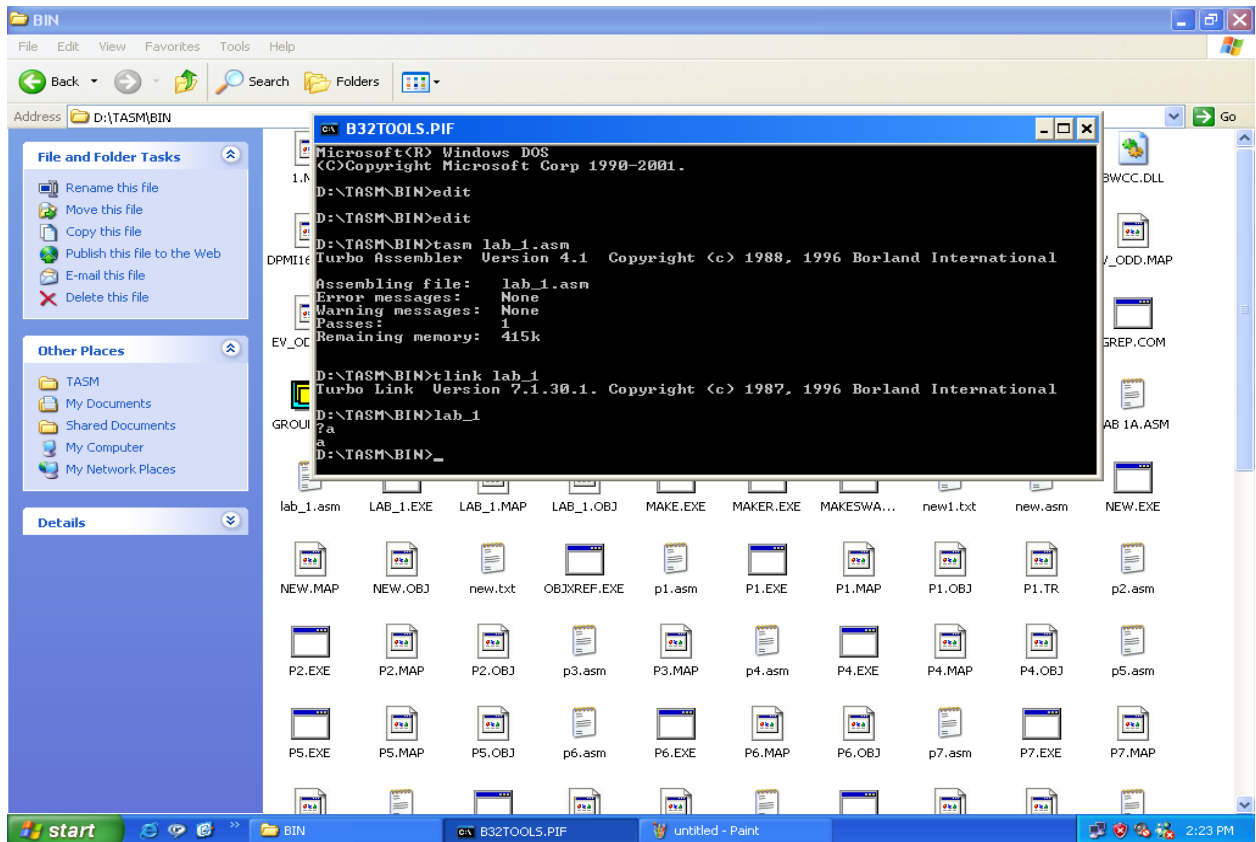 BIN
File Edit View Favorites Tools Help
Back Search Folders
Address D:\TASM\BIN Go
File and Folder Tasks
Rename this file
Move this file
Copy this file
Publish this file to the Web
E-mail this file
Delete this file
Other Places
TASM
My Documents
Shared Documents
My Computer
My Network Places
Details
B32TOOLS.PIF
Microsoft(R) Windows DOS
(C)Copyright Microsoft Corp 1990-2001.
D:\TASM\BIN>edit
D:\TASM\BIN>edit
D:\TASM\BIN>tasm lab_1.asm
Turbo Assembler Version 4.1 Copyright (c) 1988, 1996 Borland International
Assembling file: lab_1.asm
Error messages: None
Warning messages: None
Passes: 1
Remaining memory: 415k
D:\TASM\BIN>tlink lab_1
Turbo Link Version 7.1.30.1. Copyright (c) 1987, 1996 Borland International
D:\TASM\BIN>lab_1
?a
a
D:\TASM\BIN>_
BWCC.DLL
V_ODD.MAP
GREP.COM
AB 1A.ASM
lab_1.asm LAB_1.EXE LAB_1.MAP LAB_1.OBJ MAKE.EXE MAKER.EXE MAKESWA... new1.txt new.asm NEW.EXE
NEW.MAP NEW.OBJ new.txt OBJXREF.EXE p1.asm P1.EXE P1.MAP P1.OBJ P1.TR p2.asm
P2.EXE P2.MAP P2.OBJ p3.asm P3.MAP p4.asm P4.EXE P4.MAP P4.OBJ p5.asm
P5.EXE P5.MAP P5.OBJ p6.asm P6.EXE P6.MAP P6.OBJ p7.asm P7.EXE P7.MAP
start BIN B32TOOLS.PIF untitled - Paint 2:23 PM